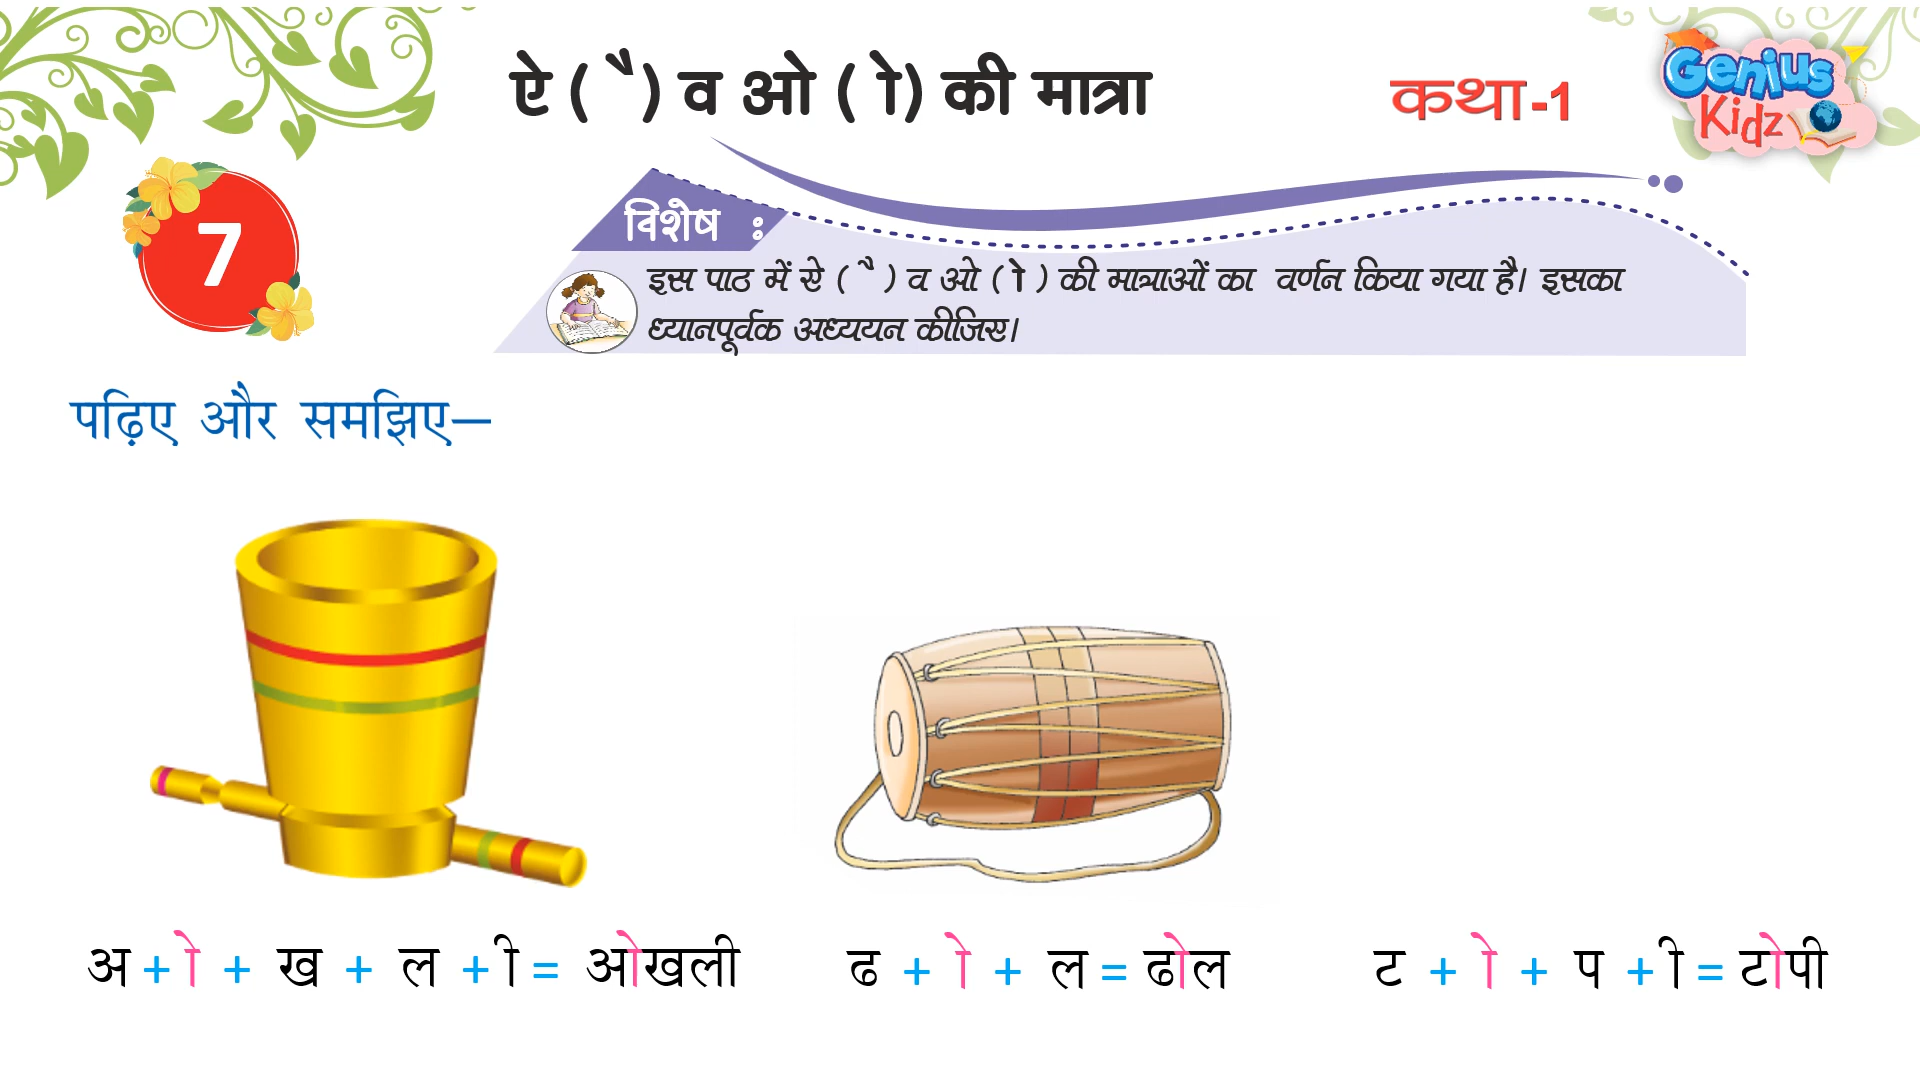 ऐ ( ै ) व ओ ( ो ) की मात्रा
कथा-1
Genius
Kidz
7
विशेष :
इस पाठ में से ( ै ) व ओ ( ो ) की मात्राओं का वर्णन किया गया है। इसका
ध्यानपूर्वक अध्ययन कीजिए।
पढ़िए और समझिए–
अ + ो + ख + ल + ी = ओखली
ढ + ो + ल = ढोल
ट + ो + प + ी = टोपी